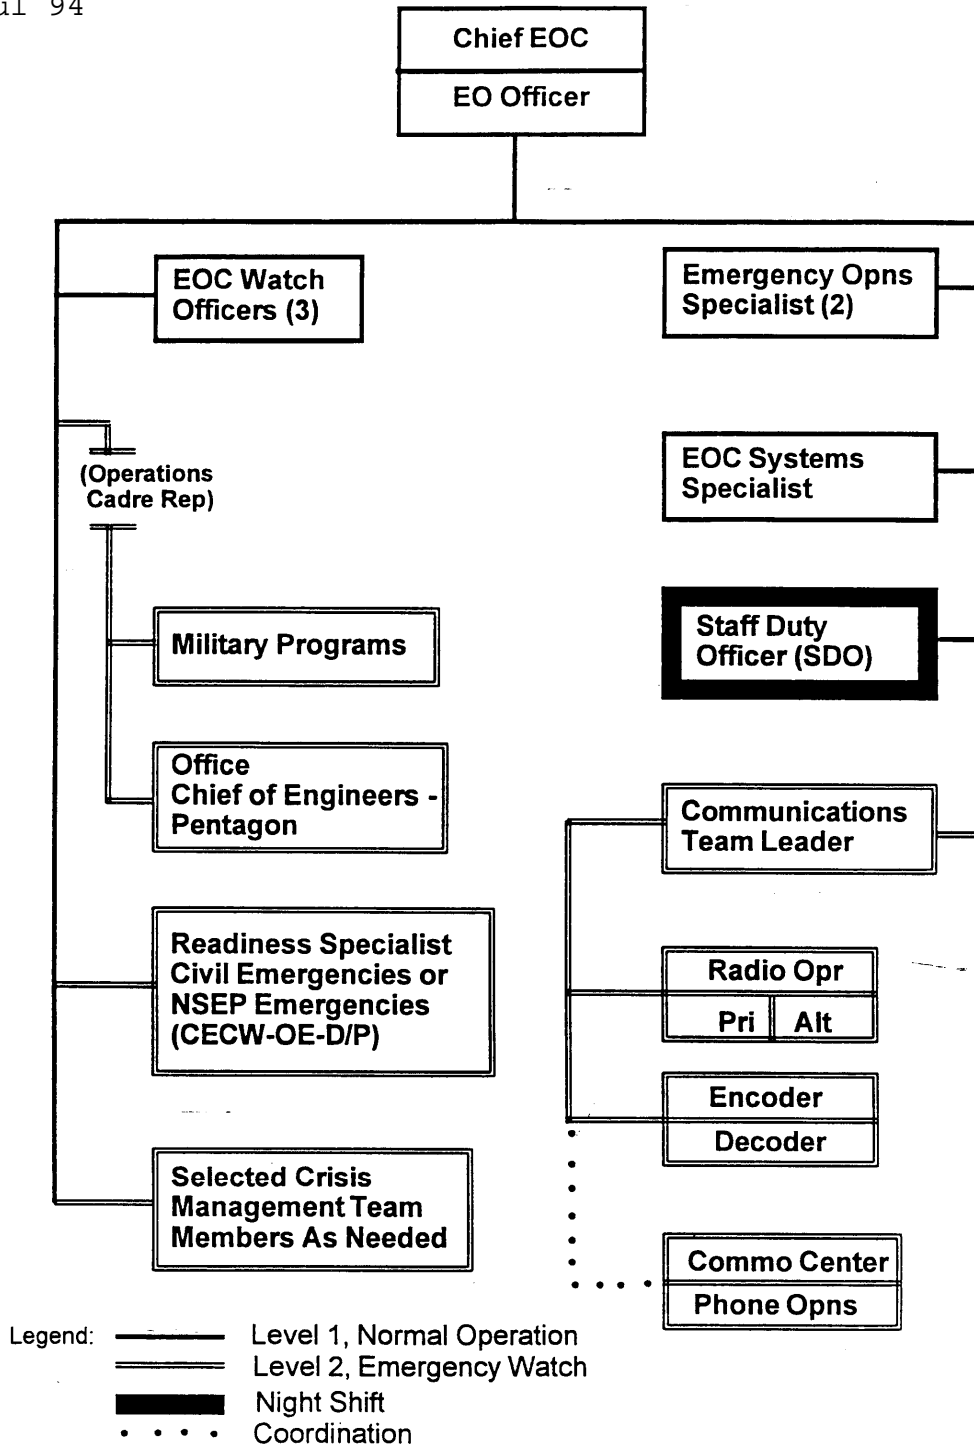 94
Chief EOC
EO Officer
EOC Watch
Officers (3)
(Operations
Cadre Rep)
Military Programs
Office
Chief of Engineers -
Pentagon
Readiness Specialist
Civil Emergencies or
NSEP Emergencies
(CECW-OE-D/P)
Selected Crisis
Management Team
Members As Needed
Emergency Opns
Specialist (2)
EOC Systems
Specialist
Staff Duty
Officer (SDO)
Communications
Team Leader
Radio Opr
Pri Alt
Encoder
Decoder
Commo Center
Phone Opns
Legend:
Level 1, Normal Operation
Level 2, Emergency Watch
Night Shift
Coordination